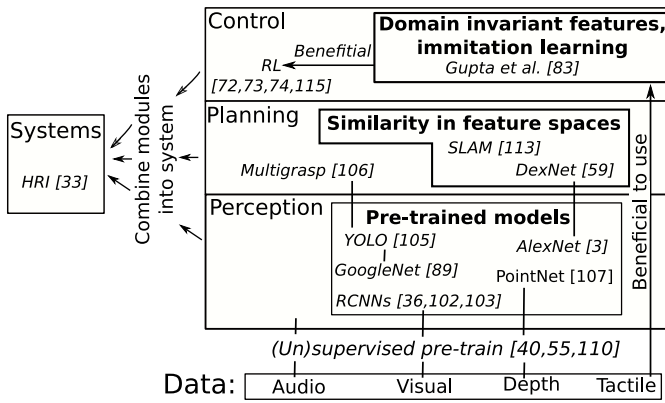 Control
Domain invariant features,
immitation learning
Gupta et al. [83]
Benefitial
RL
[72,73,74,115]
Planning
Similarity in feature spaces
SLAM [113]
Multigrasp [106]
DexNet [59]
Systems
HRI [33]
Combine modules
into system
Perception
Pre-trained models
YOLO [105]
AlexNet [3]
GoogleNet [89]
PointNet [107]
RCNNs [36,102,103]
Beneficial to use
(Un)supervised pre-train [40,55,110]
Data:
Audio
Visual
Depth
Tactile